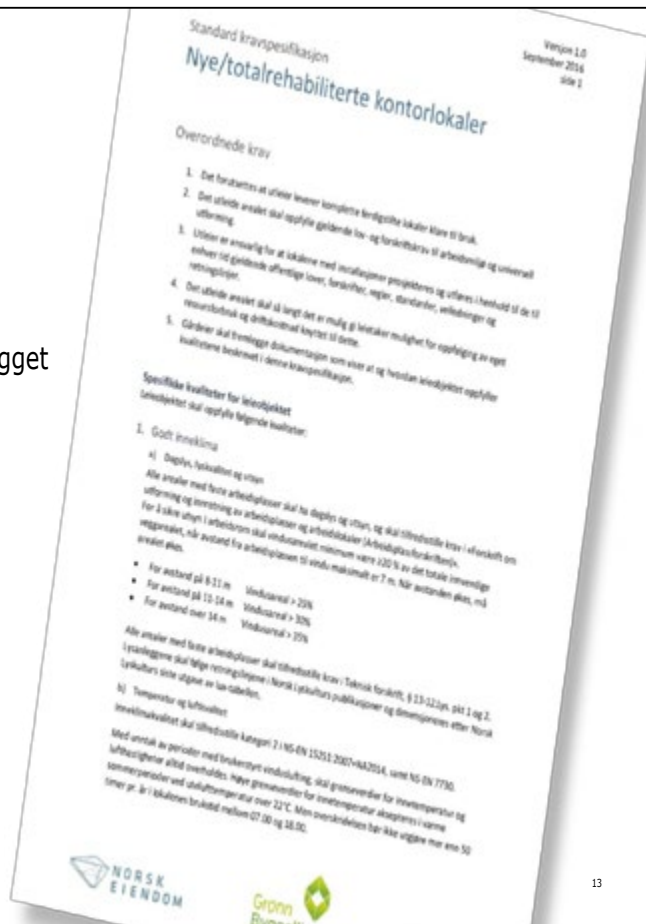 Standard kravspesifikasjon
Versjon 1.0
September 2016
side 1
Nye/totalrehabiliterte kontorlokaler
Overordnede krav
1. Det forutsettes at utleier leverer komplette ferdigstilte lokaler klare til bruk.
2. Det utleide arealet skal oppfylle gjeldende lov- og forskriftskrav til arbeidsmiljø og universell
utforming.
3. Utleier er ansvarlig for at lokalene med installasjoner prosjekteres og utføres i henhold til de til
enhver tid gjeldende offentlige lover, forskrifter, regler, standarder, veiledninger og
retningslinjer.
4. Det utleide arealet skal så langt det er mulig gi leietaker mulighet for oppfølging av eget
ressursforbruk og driftskostnad knyttet til dette.
5. Gårdeier skal fremlegge dokumentasjon som viser at og hvordan leieobjektet oppfyller
kvalitetene beskrevet i denne kravspesifikasjon.
gget
Spesifikke kvaliteter for leieobjektet
Leieobjektet skal oppfylle følgende kvaliteter:
1. Godt inneklima
a) Dagslys, lyskvalitet og utsyn
Alle arealer med faste arbeidsplasser skal ha dagslys og utsyn, og skal tilfredsstille krav i «Forskrift om
utforming og innretning av arbeidsplasser og arbeidslokaler (Arbeidsplassforskriften)».
For å sikre utsyn i arbeidsrom skal vindusarealet minimum være ≥20 % av det totale innvendige
veggarealet, når avstand fra arbeidsplassen til vindu maksimalt er 7 m. Når avstanden økes, må
arealet økes.
• For avstand på 8-11 m Vindusareal > 25%
• For avstand på 11-14 m Vindusareal > 30%
• For avstand over 14 m Vindusareal > 35%
Alle arealer med faste arbeidsplasser skal tilfredsstille krav i Teknisk forskrift, § 13-12.Lys, pkt 1 og 2.
Lysanleggene skal følge retningslinjene i Norsk Lyskulturs publikasjoner og dimensjoneres etter Norsk
Lyskulturs siste utgave av lux-tabellen.
b) Temperatur og luftkvalitet
Inneklimakvalitet skal tilfredsstille kategori 2 i NS-EN 15251:2007+NA2014, samt NS-EN 7730.
Med unntak av perioder med brukerstyrt vinduslufting, skal grenseverdier for innetemperatur og
lufthastigheter alltid overholdes. Høye grenseverdier for innetemperatur aksepteres i varme
sommerperioder ved utelufttemperatur over 22°C. Men overskridelsen bør ikke utgjøre mer enn 50
timer pr. år i lokalenes brukstid mellom 07.00 og 16.00.
NORSK
EIENDOM
Grønn
13